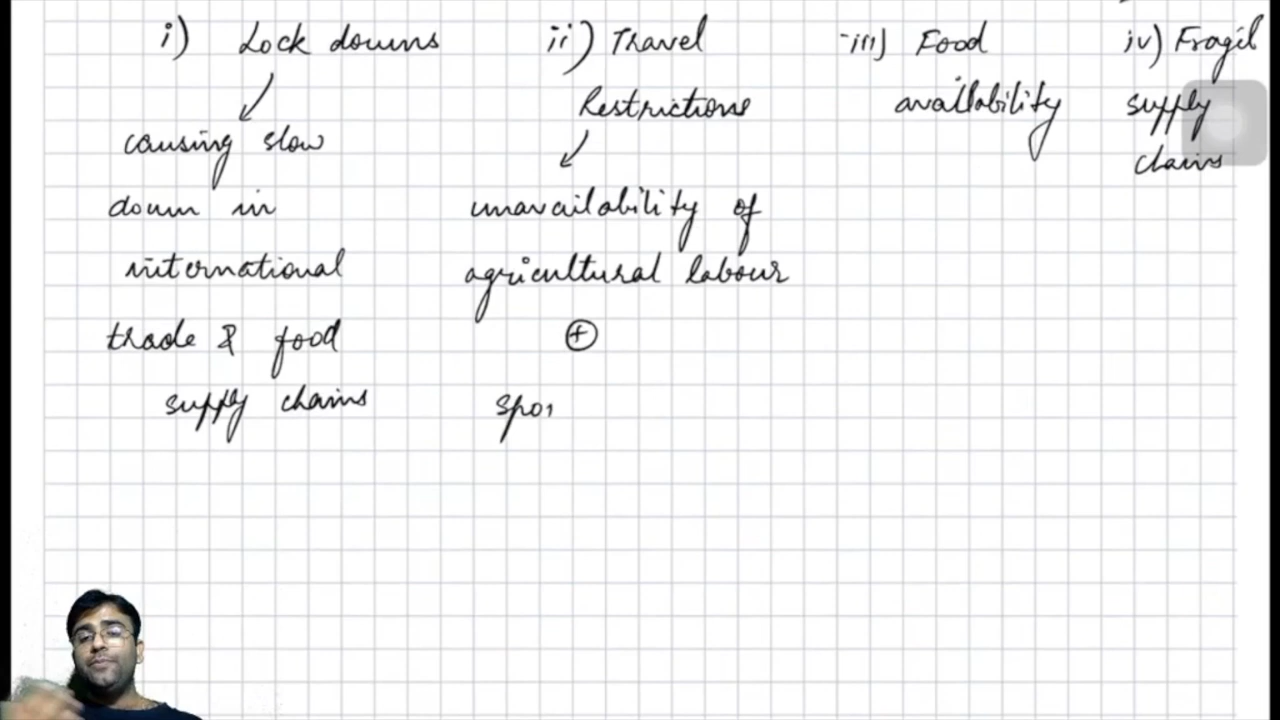 i) Lock downs
causing slow
down in
international
trade & food
supply chains
ii) Travel
Restrictions
unavailability of
agricultural labour
+
spor
iii) Food
availability
iv) Fragil
supply
chains